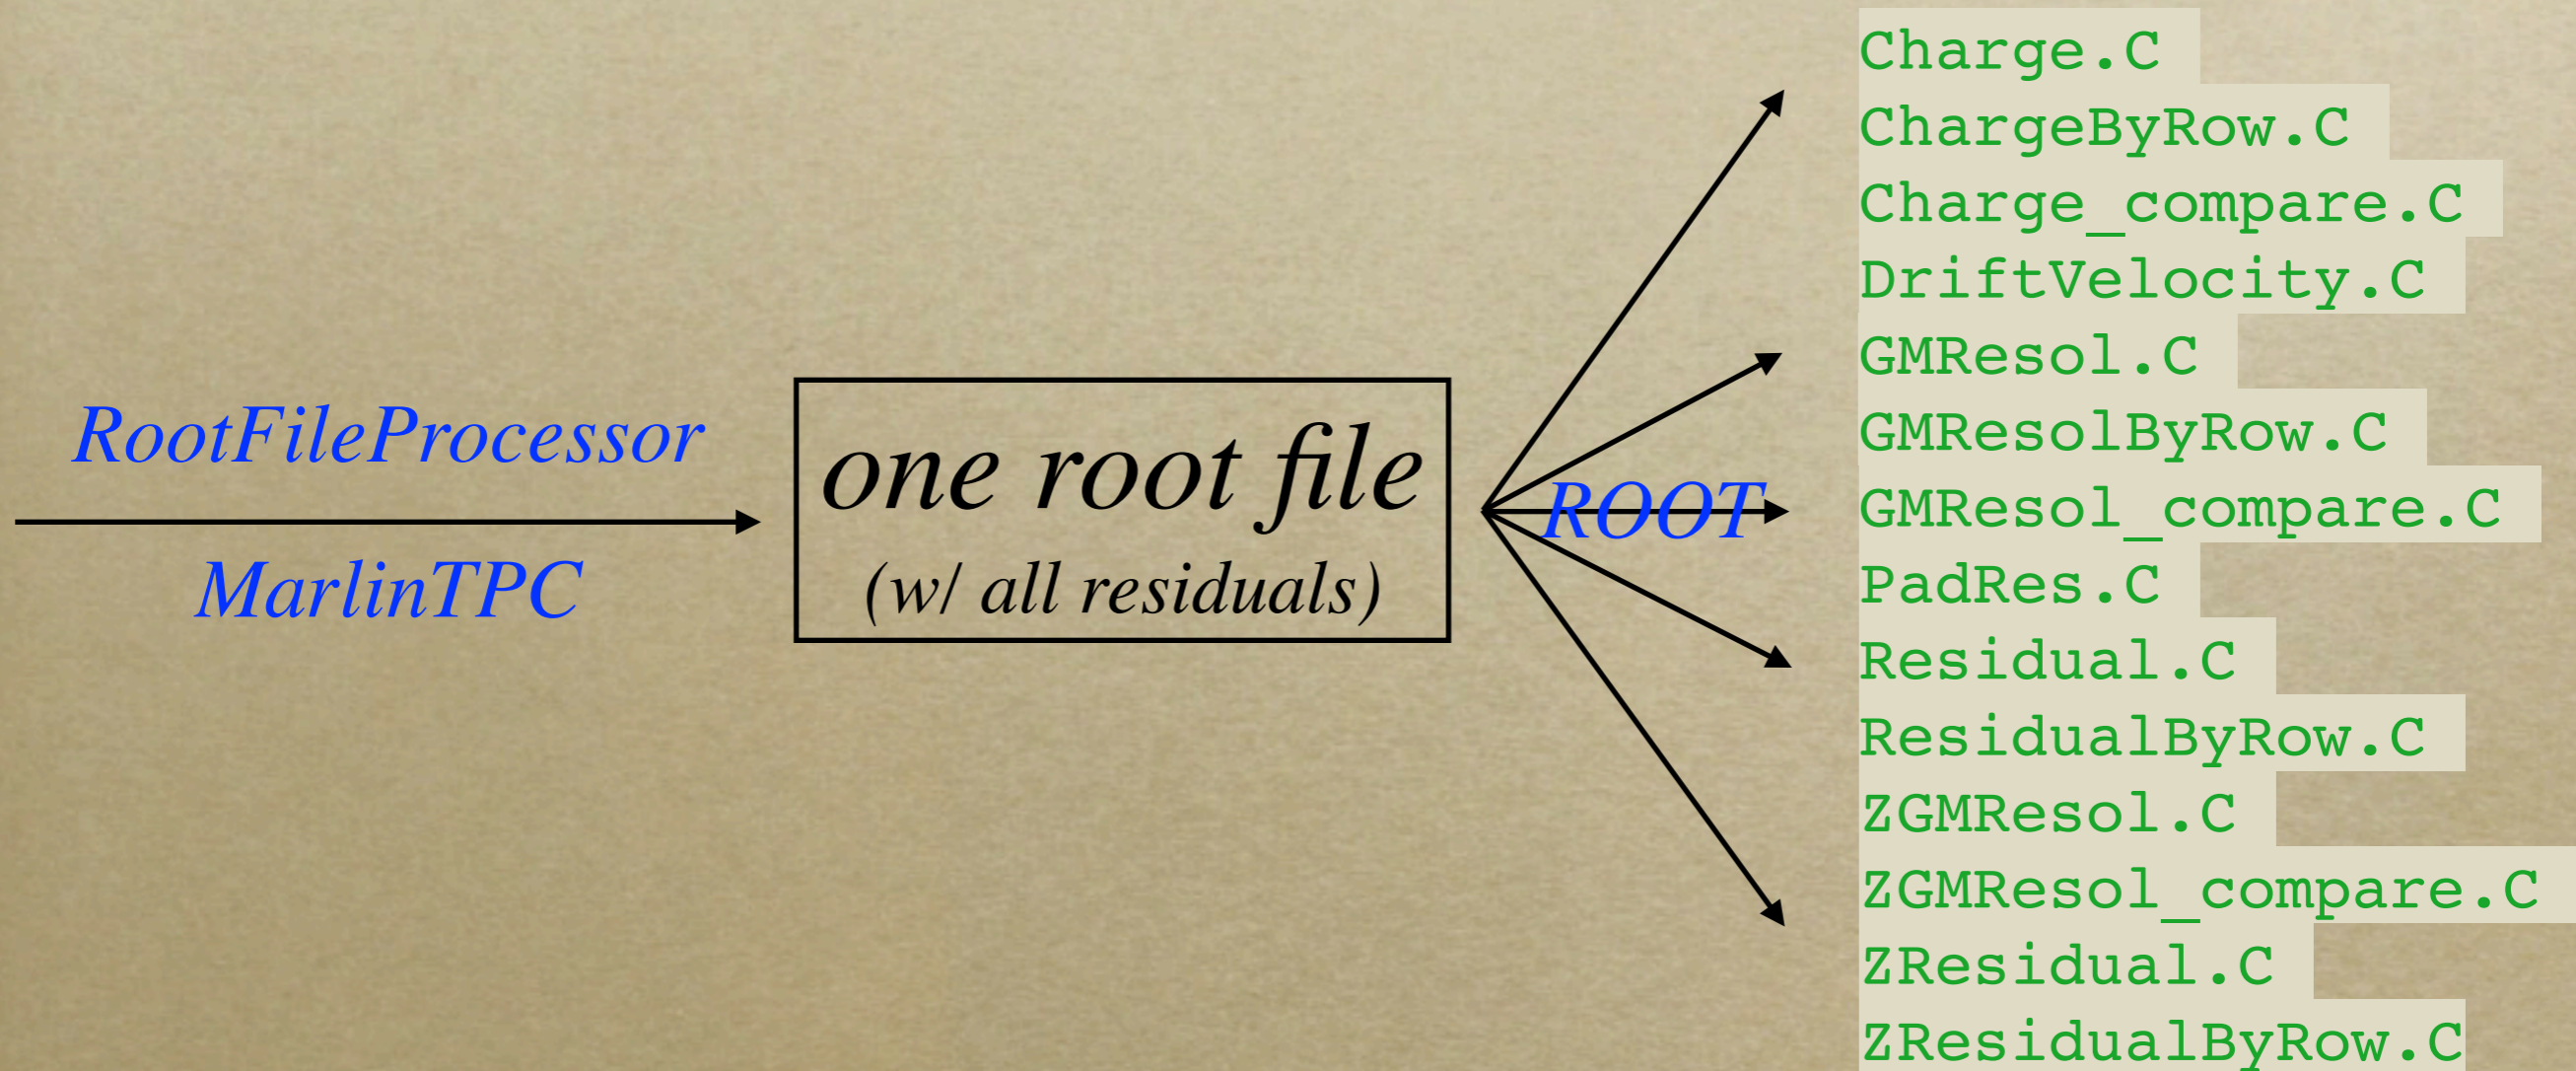 RootFileProcessor
MarlinTPC
one root file
(w/ all residuals)
ROOT
Charge.C
ChargeByRow.C
Charge_compare.C
DriftVelocity.C
GMResol.C
GMResolByRow.C
GMResol_compare.C
PadRes.C
Residual.C
ResidualByRow.C
ZGMResol.C
ZGMResol_compare.C
ZResidual.C
ZResidualByRow.C